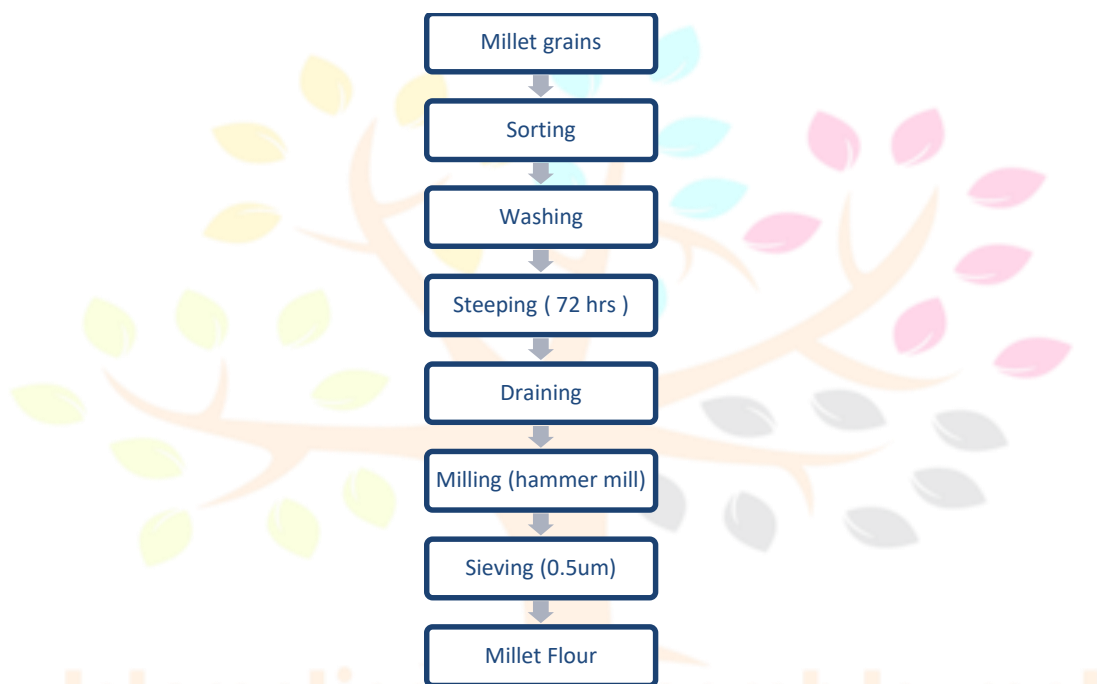 Millet grains
Sorting
Washing
Steeping ( 72 hrs )
Draining
Milling (hammer mill)
Sieving (0.5um)
Millet Flour